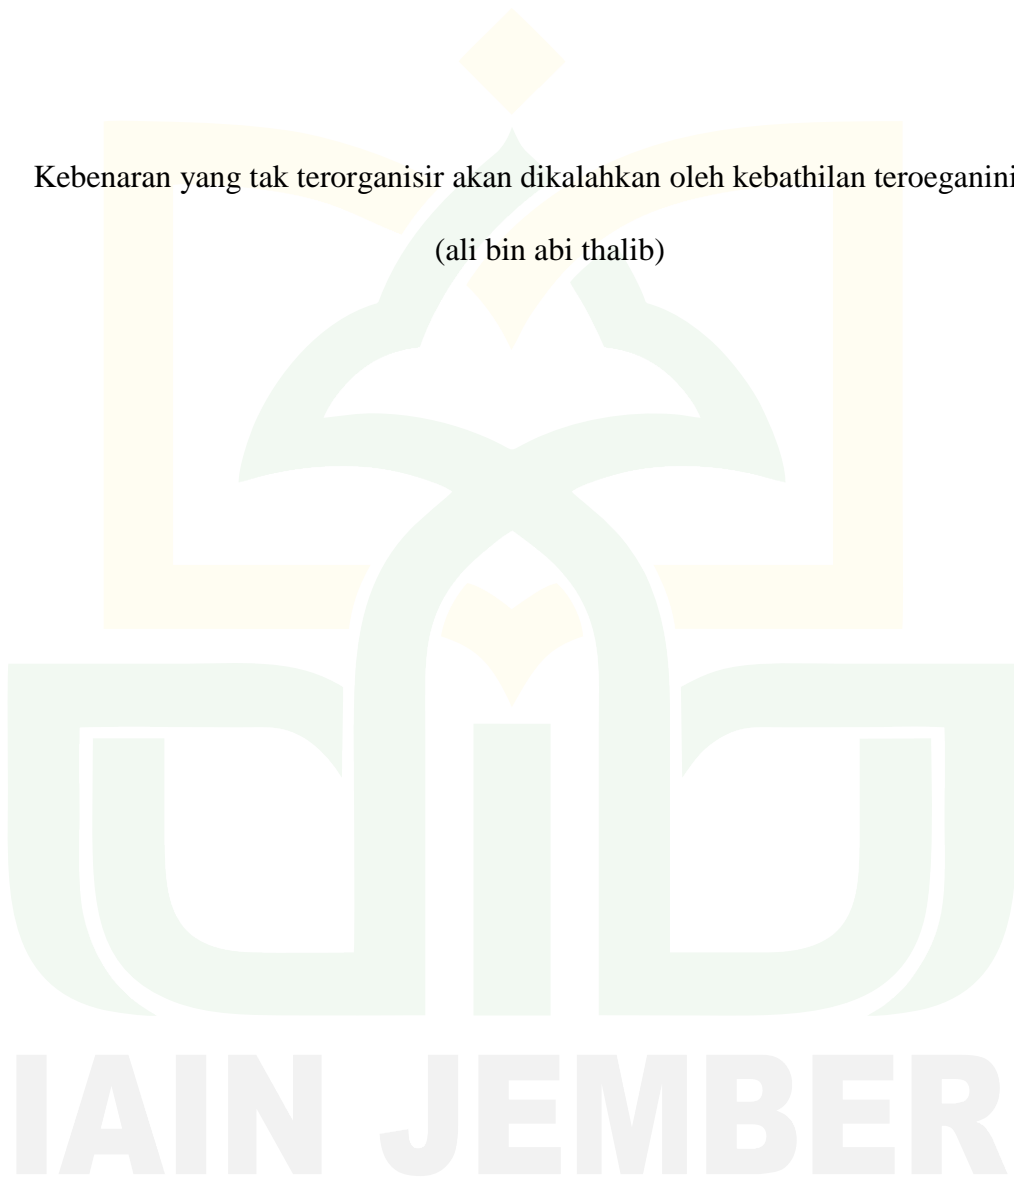 Kebenaran yang tak terorganisir akan dikalahkan oleh kebathilan teroeganini
(ali bin abi thalib)
IAIN JEMBER